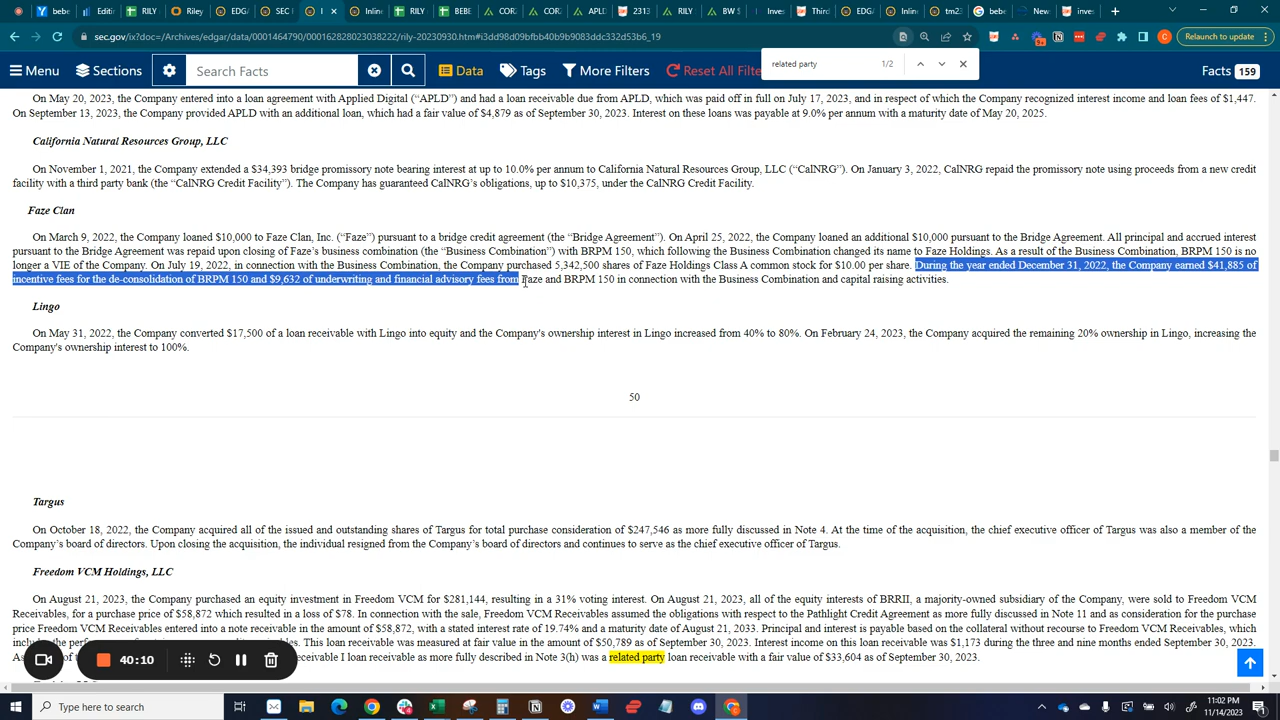 RILY
Edit
Riley
EDG
SEC
Inlin
RILY
BEBE
COR
COR
APLD
2313
RILY
BW S
Inves
Third
EDG
Inlin
tm23
bebe
New
inves
sec.gov/ix?doc=/Archives/edgar/data/0001464790/000162828023038222/rily-20230930.htm#i3dd98d09bfbb40b9b9083ddc332d53b6_19
Relaunch to update
related party 1/2
Menu Sections Search Facts Data Tags More Filters Reset All Filte Facts 159
On May 20, 2023, the Company entered into a loan agreement with Applied Digital (“APLD”) and had a loan receivable due from APLD, which was paid off in full on July 17, 2023, and in respect of which the Company recognized interest income and loan fees of $1,447.
On September 13, 2023, the Company provided APLD with an additional loan, which had a fair value of $4,879 as of September 30, 2023. Interest on these loans was payable at 9.0% per annum with a maturity date of May 20, 2025.
California Natural Resources Group, LLC
On November 1, 2021, the Company extended a $34,393 bridge promissory note bearing interest at up to 10.0% per annum to California Natural Resources Group, LLC (“CalNRG”). On January 3, 2022, CalNRG repaid the promissory note using proceeds from a new credit
facility with a third party bank (the “CalNRG Credit Facility”). The Company has guaranteed CalNRG’s obligations, up to $10,375, under the CalNRG Credit Facility.
Faze Clan
On March 9, 2022, the Company loaned $10,000 to Faze Clan, Inc. (“Faze”) pursuant to a bridge credit agreement (the “Bridge Agreement”). On April 25, 2022, the Company loaned an additional $10,000 pursuant to the Bridge Agreement. All principal and accrued interest
pursuant to the Bridge Agreement was repaid upon closing of Faze’s business combination (the “Business Combination”) with BRPM 150, which following the Business Combination changed its name to Faze Holdings. As a result of the Business Combination, BRPM 150 is no
longer a VIE of the Company. On July 19, 2022, in connection with the Business Combination, the Company purchased 5,342,500 shares of Faze Holdings Class A common stock for $10.00 per share. During the year ended December 31, 2022, the Company earned $41,885 of
incentive fees for the de-consolidation of BRPM 150 and $9,632 of underwriting and financial advisory fees from Faze and BRPM 150 in connection with the Business Combination and capital raising activities.
Lingo
On May 31, 2022, the Company converted $17,500 of a loan receivable with Lingo into equity and the Company's ownership interest in Lingo increased from 40% to 80%. On February 24, 2023, the Company acquired the remaining 20% ownership in Lingo, increasing the
Company's ownership interest to 100%.
50
Targus
On October 18, 2022, the Company acquired all of the issued and outstanding shares of Targus for total purchase consideration of $247,546 as more fully discussed in Note 4. At the time of the acquisition, the chief executive officer of Targus was also a member of the
Company’s board of directors. Upon closing the acquisition, the individual resigned from the Company’s board of directors and continues to serve as the chief executive officer of Targus.
Freedom VCM Holdings, LLC
On August 21, 2023, the Company purchased an equity investment in Freedom VCM for $281,144, resulting in a 31% voting interest. On August 21, 2023, all of the equity interests of BRRII, a majority-owned subsidiary of the Company, were sold to Freedom VCM
Receivables, for a purchase price of $58,872 which resulted in a loss of $78. In connection with the sale, Freedom VCM Receivables assumed the obligations with respect to the Pathlight Credit Agreement as more fully discussed in Note 11 and as consideration for the purchase
price Freedom VCM Receivables entered into a note receivable in the amount of $58,872, with a stated interest rate of 19.74% and a maturity date of August 21, 2033. Principal and interest is payable based on the collateral without recourse to Freedom VCM Receivables, which
This loan receivable was measured at fair value in the amount of $50,789 as of September 30, 2023. Interest income on this loan receivable was $1,173 during the three and nine months ended September 30, 2023.
receivable I loan receivable as more fully described in Note 3(h) was a related party loan receivable with a fair value of $33,604 as of September 30, 2023.
40:10
Type here to search
11:02 PM
11/14/2023